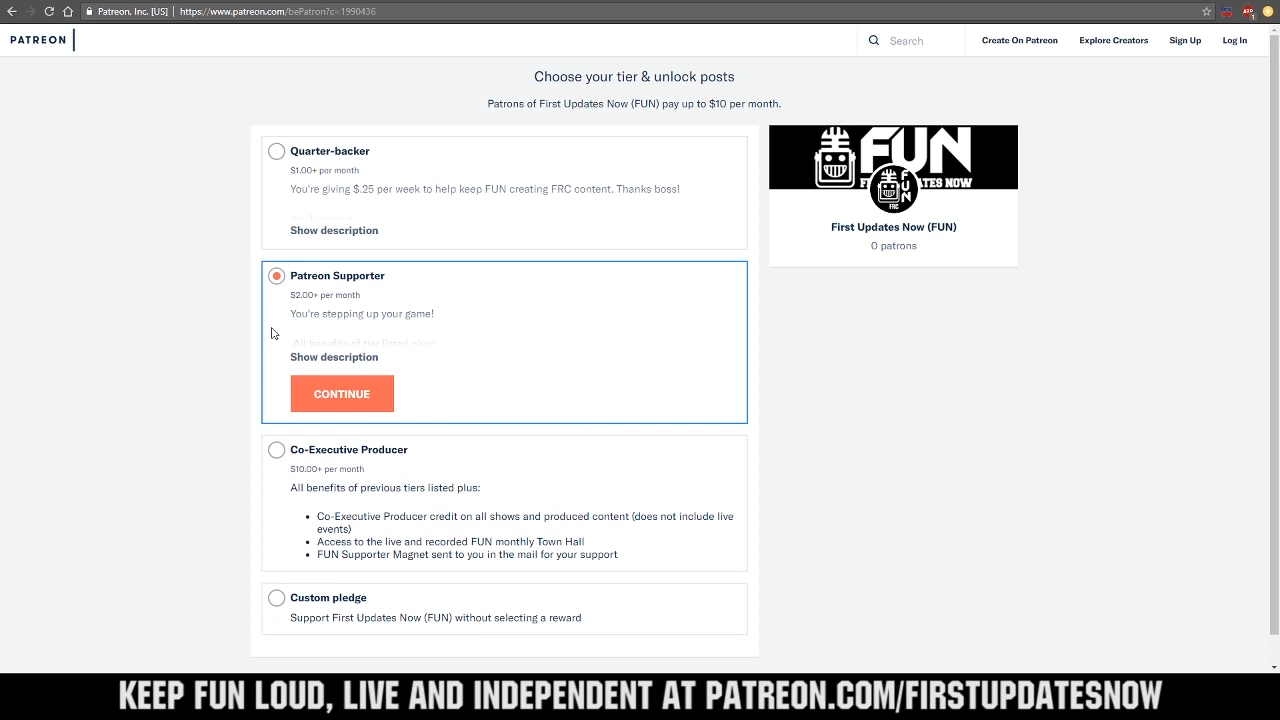 Patreon, Inc. [US] | https://www.patreon.com/bePatron?c=1990436
PATREON
Search
Create On Patreon
Explore Creators
Sign Up
Log In
Choose your tier & unlock posts
Patrons of First Updates Now (FUN) pay up to $10 per month.
Quarter-backer
$1.00+ per month
You're giving $.25 per week to help keep FUN creating FRC content. Thanks boss!
Show description
Patreon Supporter
$2.00+ per month
You're stepping up your game!
All benefits of tier listed plus:
Show description
CONTINUE
Co-Executive Producer
$10.00+ per month
All benefits of previous tiers listed plus:
• Co-Executive Producer credit on all shows and produced content (does not include live
events)
• Access to the live and recorded FUN monthly Town Hall
• FUN Supporter Magnet sent to you in the mail for your support
Custom pledge
Support First Updates Now (FUN) without selecting a reward
FUN
FUN
FRC
First Updates Now (FUN)
0 patrons
KEEP FUN LOUD, LIVE AND INDEPENDENT AT PATREON.COM/FIRSTUPDATESNOW